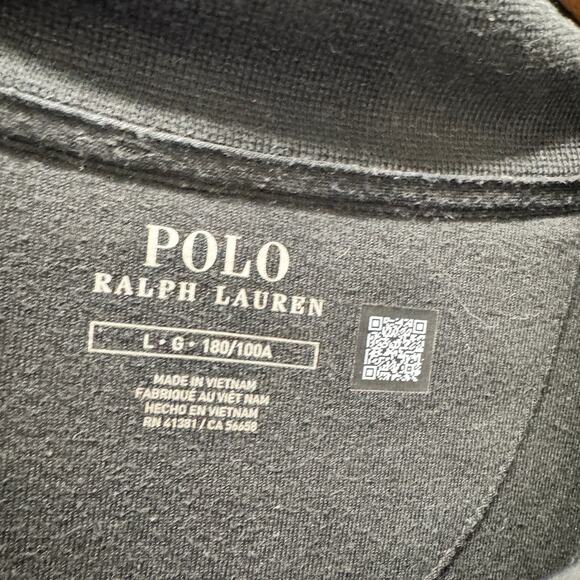 POLO
RALPH LAUREN
L • G • 180/100A
MADE IN VIETNAM
FABRIQUÉ AU VIÊT NAM
HECHO EN VIETNAM
RN 41381 / CA 56658